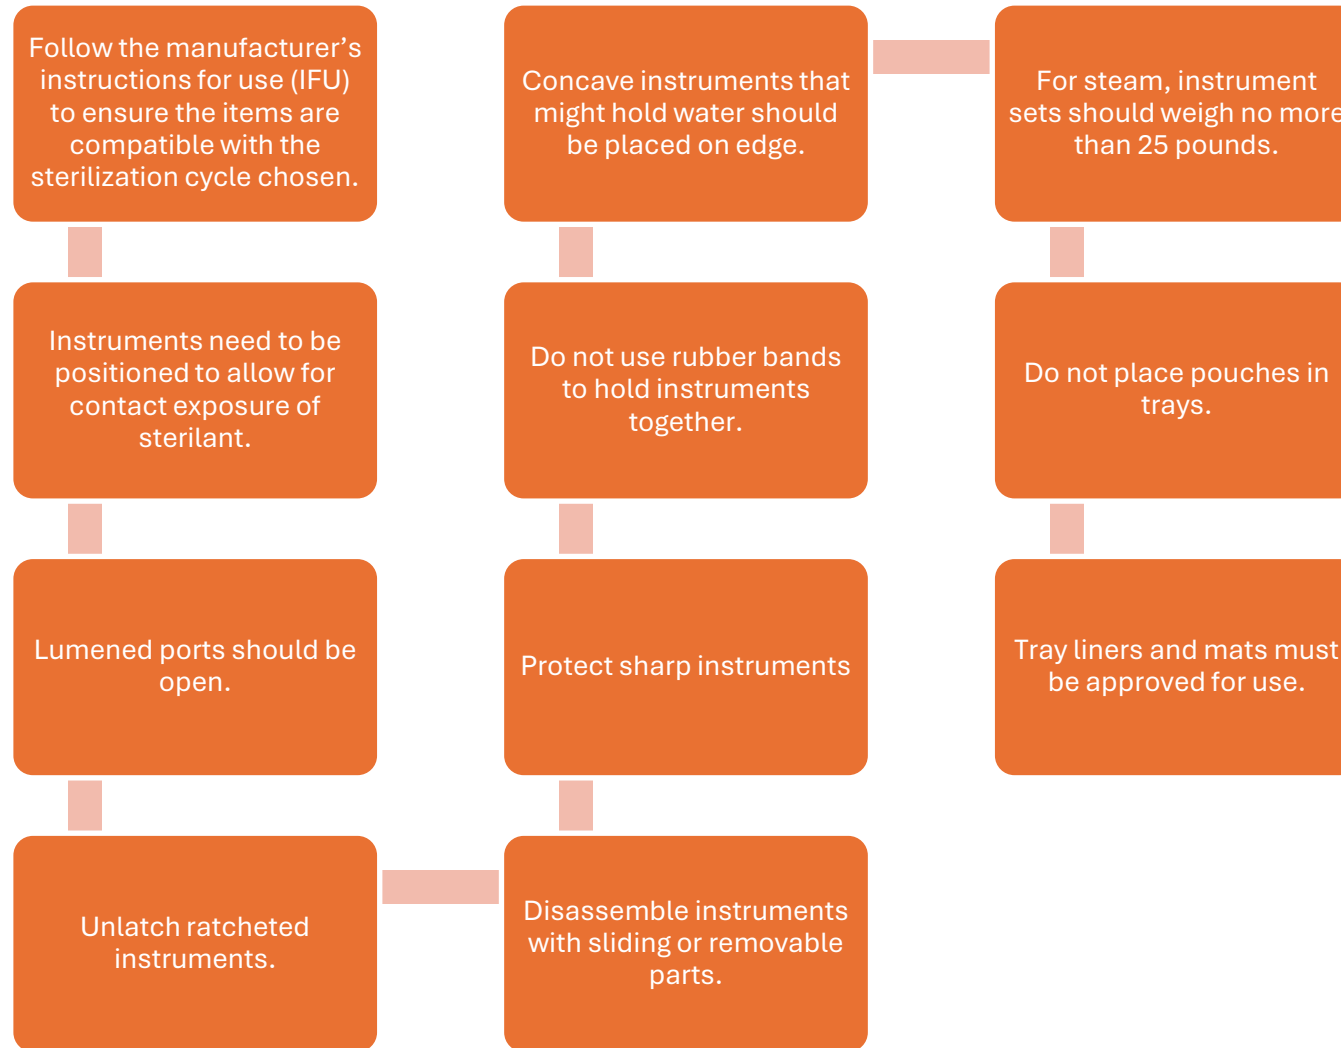 Follow the manufacturer’s
instructions for use (IFU)
to ensure the items are
compatible with the
sterilization cycle chosen.
Instruments need to be
positioned to allow for
contact exposure of
sterilant.
Lumened ports should be
open.
Unlatch ratcheted
instruments.
Disassemble instruments
with sliding or removable
parts.
Protect sharp instruments
Do not use rubber bands
to hold instruments
together.
Concave instruments that
might hold water should
be placed on edge.
For steam, instrument
sets should weigh no more
than 25 pounds.
Do not place pouches in
trays.
Tray liners and mats must
be approved for use.